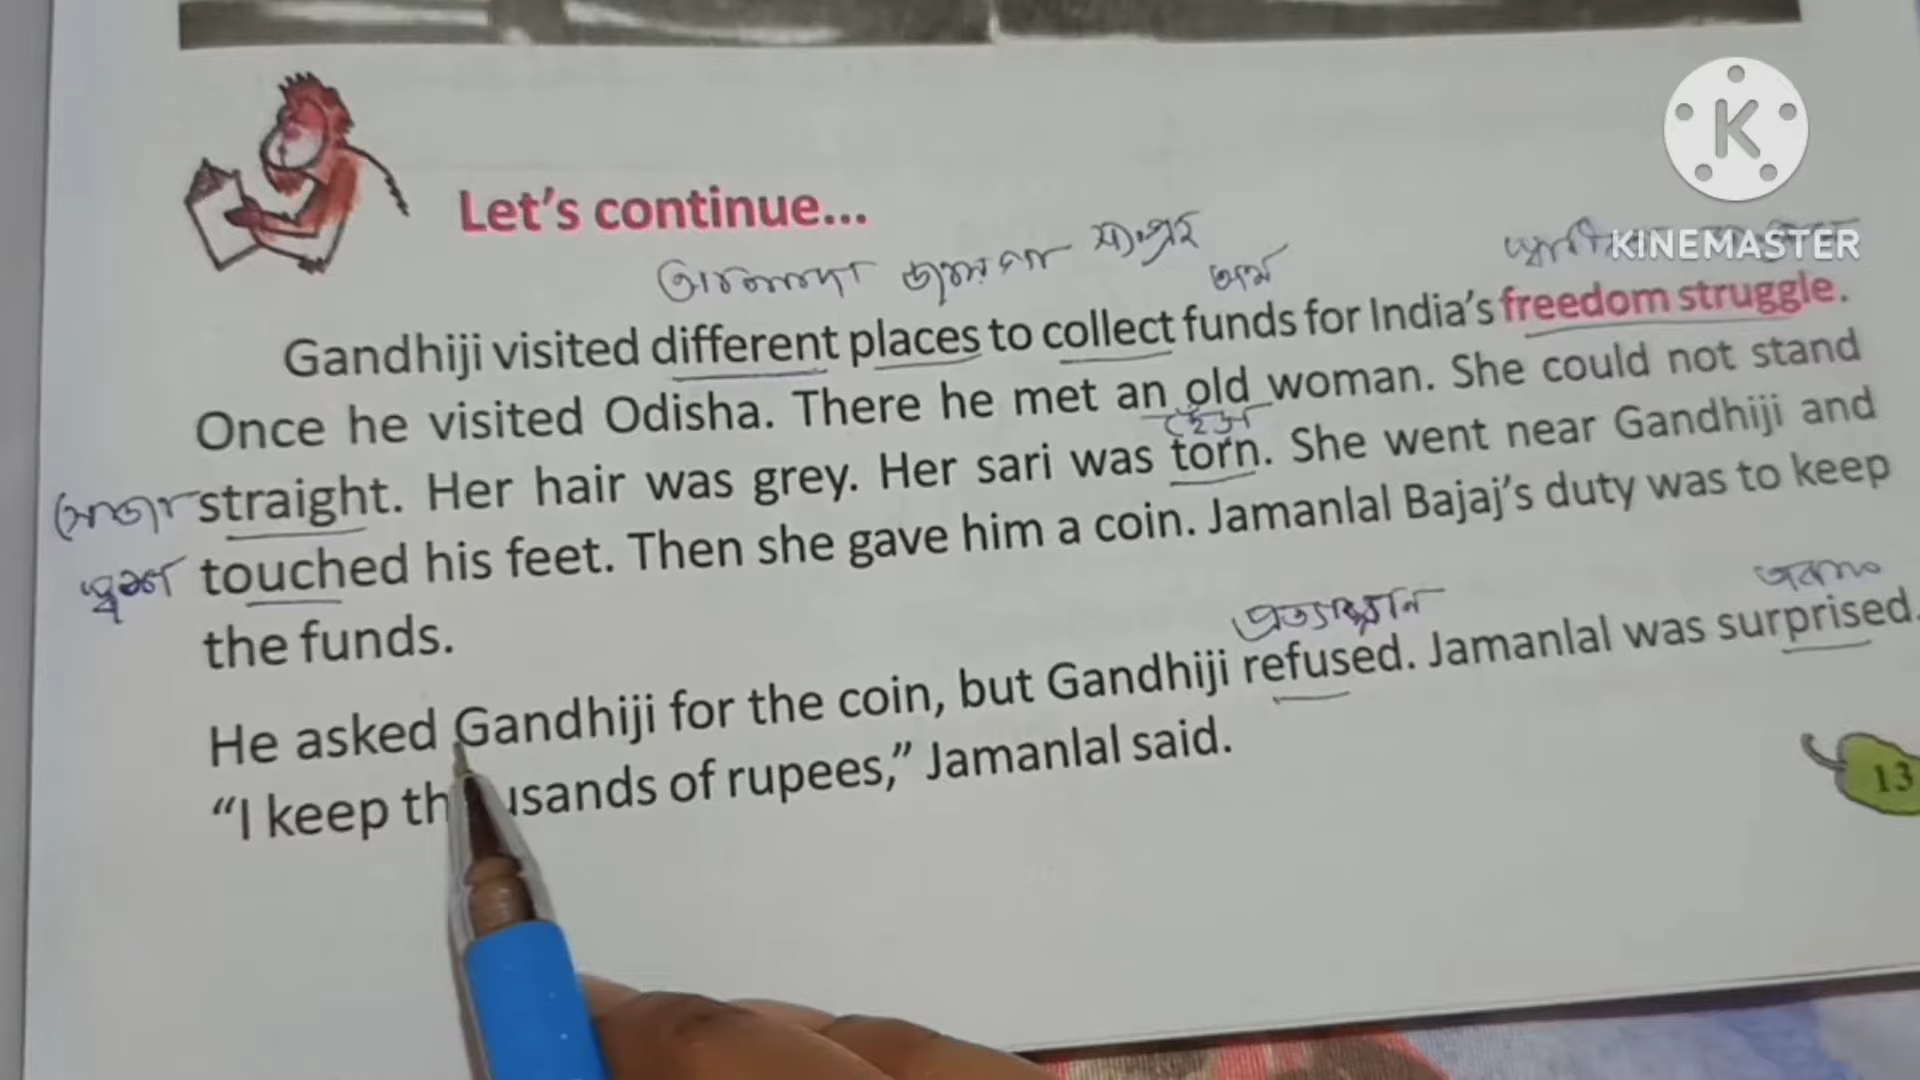 KINEMASTER
Let's continue...
সংগ্রহ
অর্থ
Gandhiji visited different places to collect funds for India's freedom struggle.
Once he visited Odisha. There he met an old woman. She could not stand
straight. Her hair was grey. Her sari was torn. She went near Gandhiji and
touched his feet. Then she gave him a coin. Jamanlal Bajaj's duty was to keep
the funds.
প্রত্যাখ্যান
He asked Gandhiji for the coin, but Gandhiji refused. Jamanlal was surprised.
"I keep th usands of rupees," Jamanlal said.
13